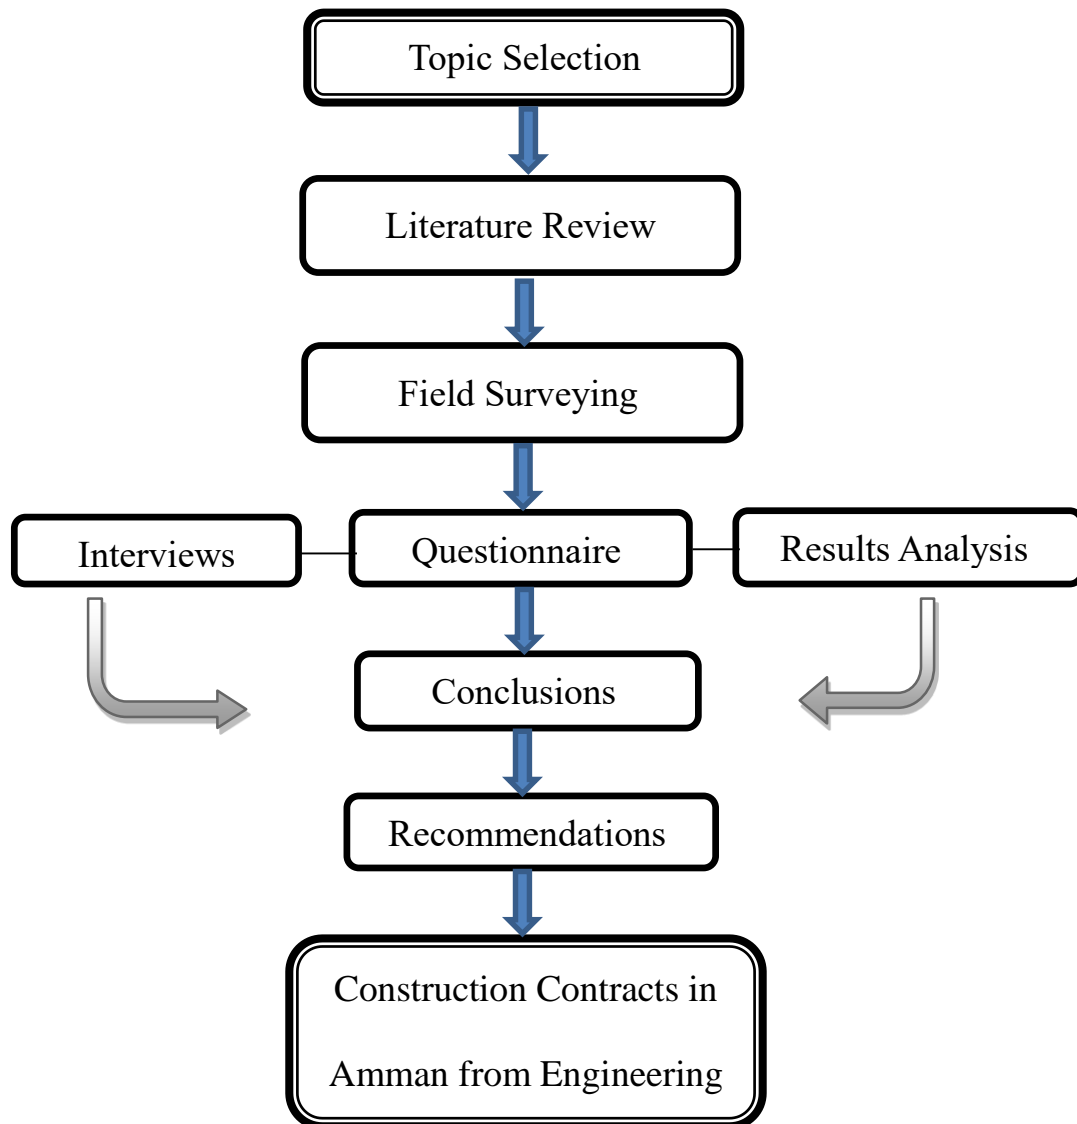 Topic Selection
Literature Review
Field Surveying
Interviews
Questionnaire
Results Analysis
Conclusions
Recommendations
Construction Contracts in
Amman from Engineering